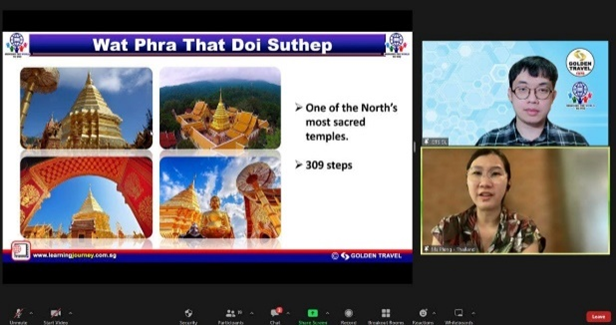 Wat Phra That Doi Suthep
➢ One of the North's
most sacred
temples.
➢ 309 steps
www.learningjourney.com.sg
© GOLDEN TRAVEL
GOLDEN
TRAVEL
Unmute
Start Video
Security
Participants
Chat
Share Screen
Record
Breakout Rooms
Reactions
Whiteboards
Leave